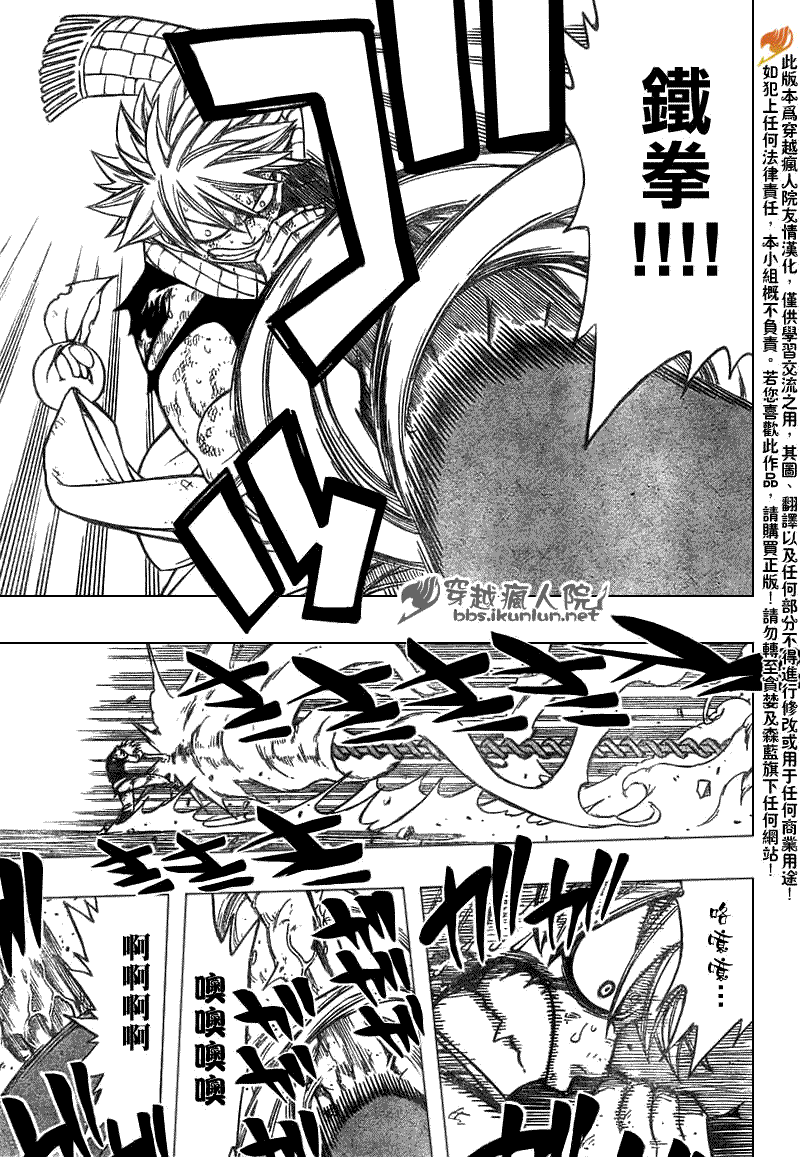 此版本爲穿越瘋人院友情漢化，僅供學習交流之用，其圖、翻譯以及任何部分不得進行修改或用于任何商業用途！
如犯上任何法律責任，本小組概不負責。若您喜歡此作品，請購買正版！請勿轉至貪婪及森藍旗下任何網站！
鐵拳!!!!
穿越瘋人院
bbs.ikunlun.net
噢噢噢噢
啊啊啊啊